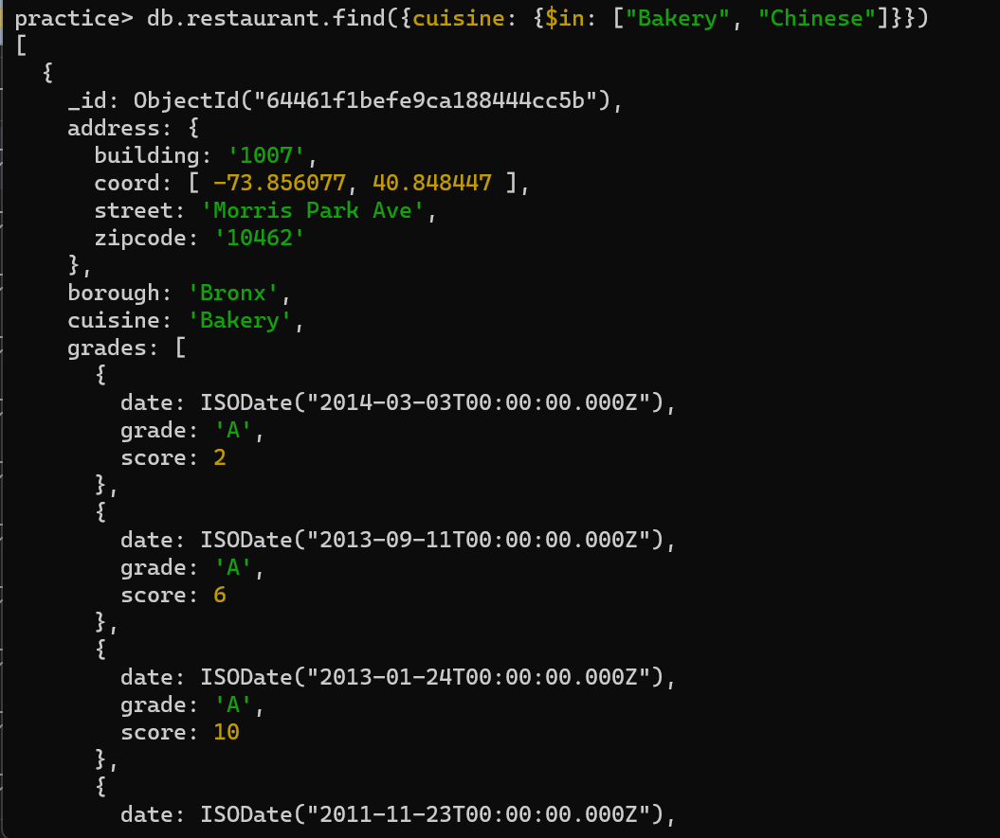 practice> db.restaurant.find({cuisine: {$in: ["Bakery", "Chinese"]}})
[
  {
    _id: ObjectId("64461f1befe9ca188444cc5b"),
    address: {
      building: '1007',
      coord: [ -73.856077, 40.848447 ],
      street: 'Morris Park Ave',
      zipcode: '10462'
    },
    borough: 'Bronx',
    cuisine: 'Bakery',
    grades: [
      {
        date: ISODate("2014-03-03T00:00:00.000Z"),
        grade: 'A',
        score: 2
      },
      {
        date: ISODate("2013-09-11T00:00:00.000Z"),
        grade: 'A',
        score: 6
      },
      {
        date: ISODate("2013-01-24T00:00:00.000Z"),
        grade: 'A',
        score: 10
      },
      {
        date: ISODate("2011-11-23T00:00:00.000Z"),